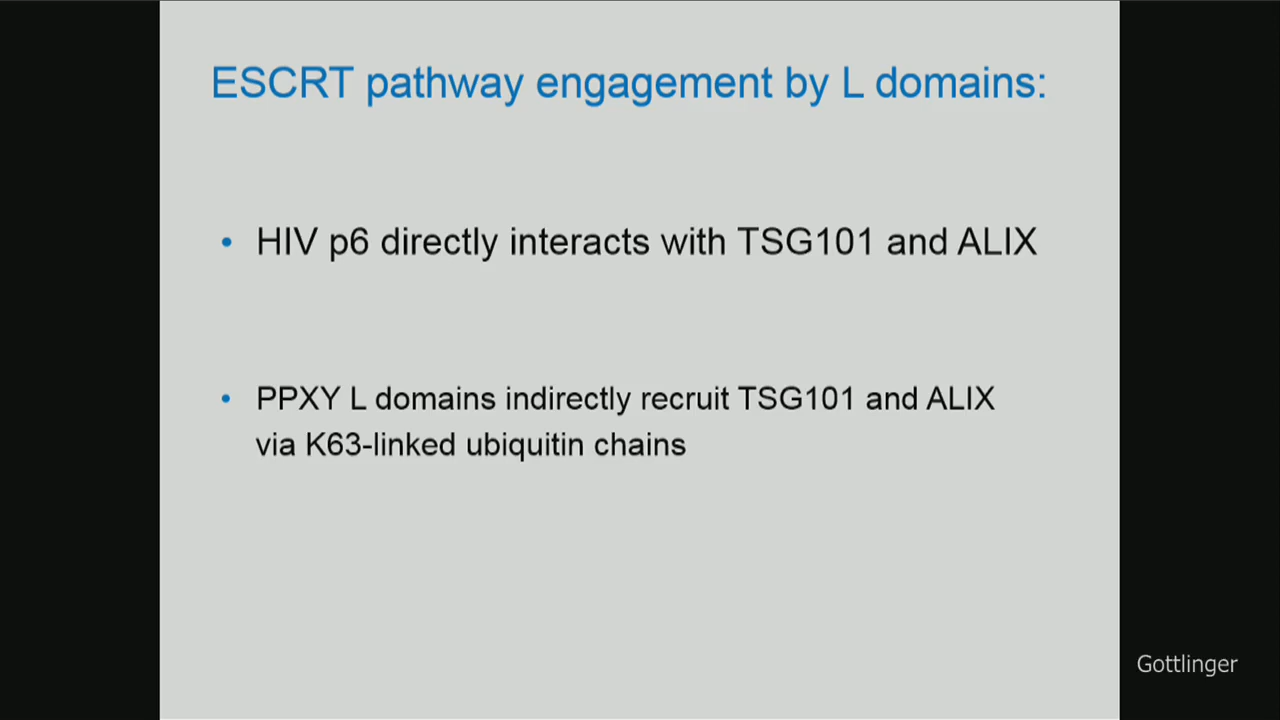 ESCRT pathway engagement by L domains:
• HIV p6 directly interacts with TSG101 and ALIX
• PPXY L domains indirectly recruit TSG101 and ALIX
via K63-linked ubiquitin chains
Gottlinger